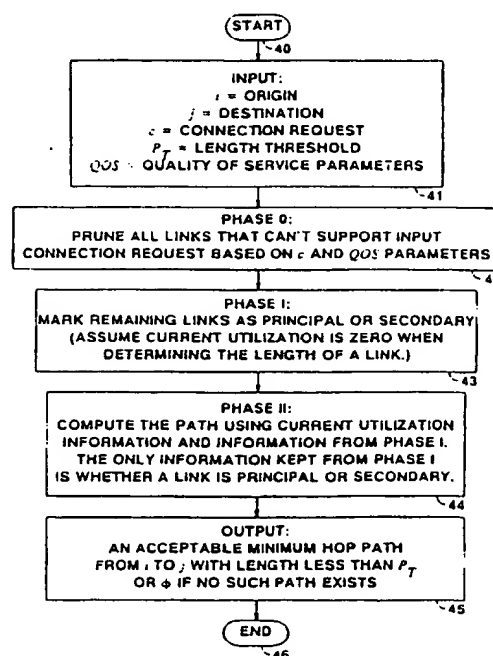 START
40
INPUT:
i = ORIGIN
j = DESTINATION
c = CONNECTION REQUEST
P_T = LENGTH THRESHOLD
QOS = QUALITY OF SERVICE PARAMETERS
41
PHASE 0:
PRUNE ALL LINKS THAT CAN'T SUPPORT INPUT
CONNECTION REQUEST BASED ON c AND QOS PARAMETERS
4
PHASE I:
MARK REMAINING LINKS AS PRINCIPAL OR SECONDARY
(ASSUME CURRENT UTILIZATION IS ZERO WHEN
DETERMINING THE LENGTH OF A LINK.)
43
PHASE II:
COMPUTE THE PATH USING CURRENT UTILIZATION
INFORMATION AND INFORMATION FROM PHASE I.
THE ONLY INFORMATION KEPT FROM PHASE I
IS WHETHER A LINK IS PRINCIPAL OR SECONDARY.
44
OUTPUT:
AN ACCEPTABLE MINIMUM HOP PATH
FROM i TO j WITH LENGTH LESS THAN P_T
OR ϕ IF NO SUCH PATH EXISTS
45
END
46